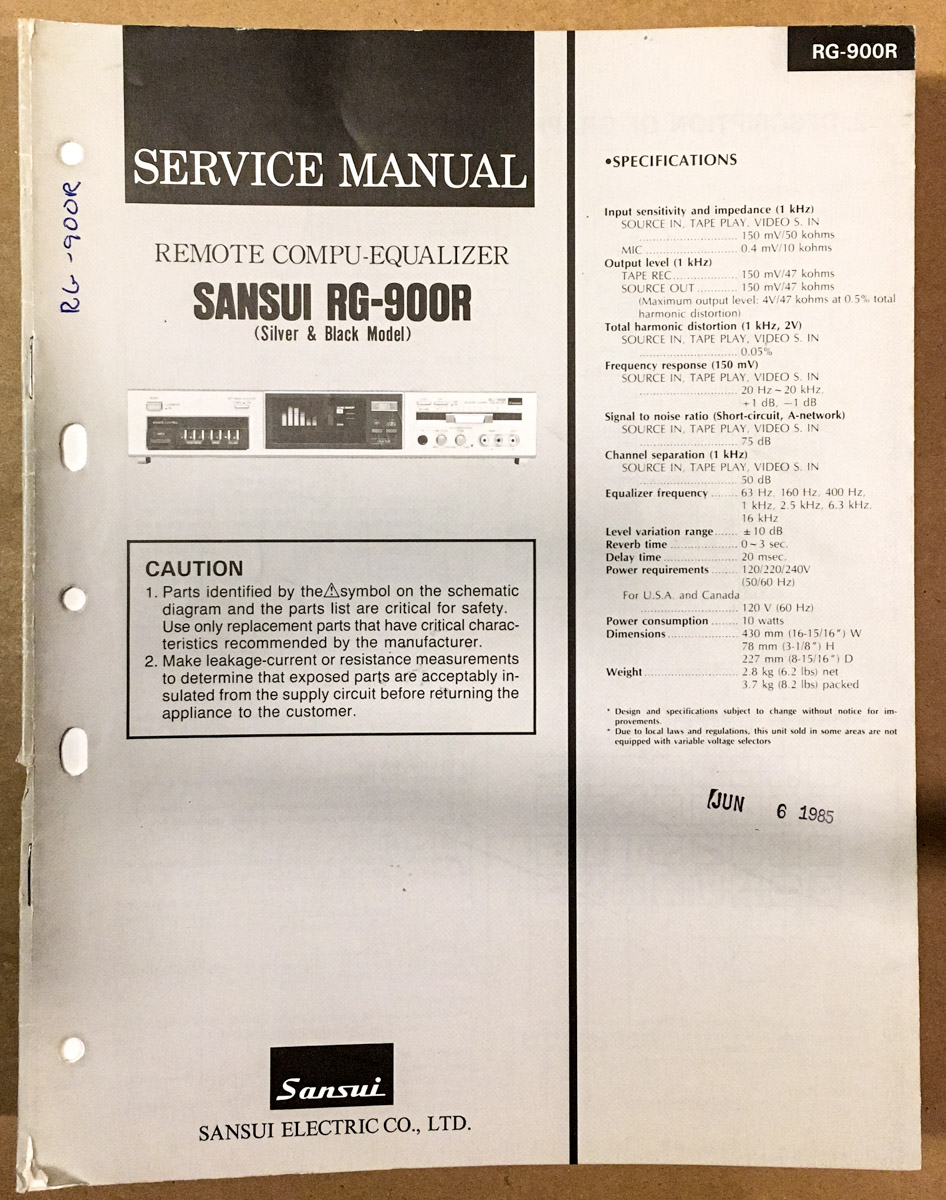 RG-900R
SERVICE MANUAL
REMOTE COMPU-EQUALIZER
SANSUI RG-900R
(Silver & Black Model)
CAUTION
1. Parts identified by the⚠symbol on the schematic
diagram and the parts list are critical for safety.
Use only replacement parts that have critical charac-
teristics recommended by the manufacturer.
2. Make leakage-current or resistance measurements
to determine that exposed parts are acceptably in-
sulated from the supply circuit before returning the
appliance to the customer.
Sansui
SANSUI ELECTRIC CO., LTD.
RG-900R
•SPECIFICATIONS
Input sensitivity and impedance (1 kHz)
SOURCE IN, TAPE PLAY, VIDEO S. IN
........................ 150 mV/50 kohms
MIC ........................ 0.4 mV/10 kohms
Output level (1 kHz)
TAPE REC ................ 150 mV/47 kohms
SOURCE OUT .......... 150 mV/47 kohms
(Maximum output level: 4V/47 kohms at 0.5% total
harmonic distortion)
Total harmonic distortion (1 kHz, 2V)
SOURCE IN, TAPE PLAY, VIDEO S. IN
........................ 0.05%
Frequency response (150 mV)
SOURCE IN, TAPE PLAY, VIDEO S. IN
........................ 20 Hz ~ 20 kHz,
+1 dB, −1 dB
Signal to noise ratio (Short-circuit, A-network)
SOURCE IN, TAPE PLAY, VIDEO S. IN
........................ 75 dB
Channel separation (1 kHz)
SOURCE IN, TAPE PLAY, VIDEO S. IN
........................ 50 dB
Equalizer frequency ....... 63 Hz, 160 Hz, 400 Hz,
1 kHz, 2.5 kHz, 6.3 kHz,
16 kHz
Level variation range ...... ±10 dB
Reverb time ................. 0~3 sec.
Delay time ................... 20 msec.
Power requirements ....... 120/220/240V
(50/60 Hz)
For U.S.A. and Canada
........................ 120 V (60 Hz)
Power consumption ....... 10 watts
Dimensions .................. 430 mm (16-15/16") W
78 mm (3-1/8") H
227 mm (8-15/16") D
Weight ........................ 2.8 kg (6.2 lbs) net
3.7 kg (8.2 lbs) packed
* Design and specifications subject to change without notice for im-
provements.
* Due to local laws and regulations, this unit sold in some areas are not
equipped with variable voltage selectors
JUN 6 1985